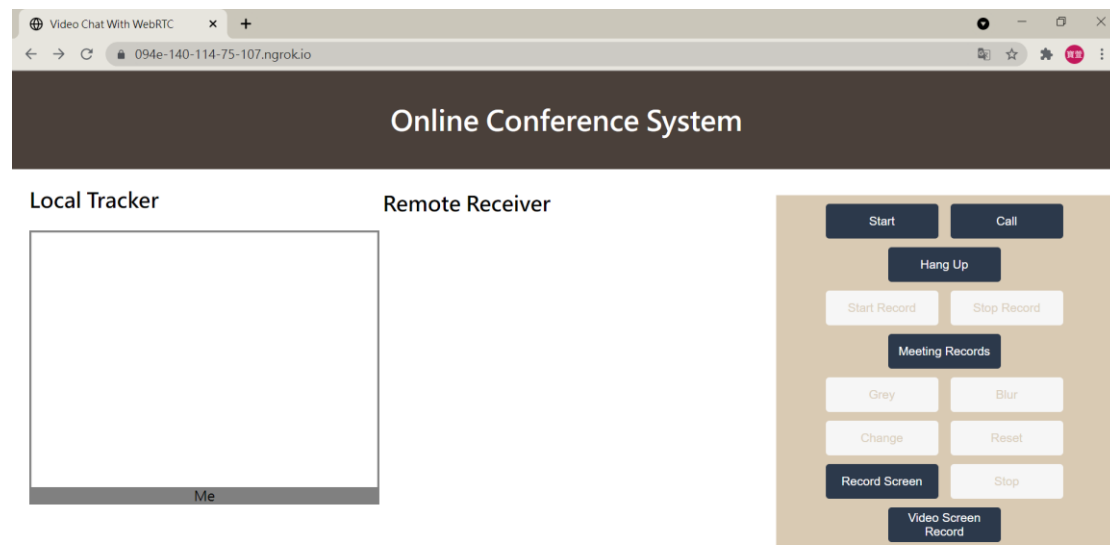 Video Chat With WebRTC
094e-140-114-75-107.ngrok.io
Online Conference System
Local Tracker
Remote Receiver
Me
Start
Call
Hang Up
Start Record
Stop Record
Meeting Records
Grey
Blur
Change
Reset
Record Screen
Stop
Video Screen
Record